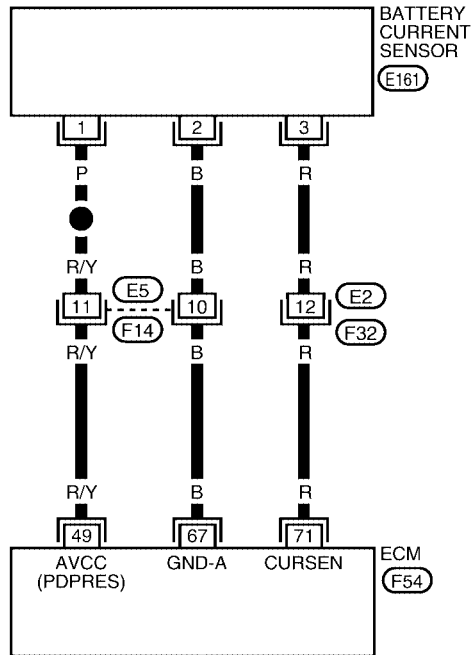 BATTERY
CURRENT
SENSOR
E161
1 2 3
P B R
R/Y B R
11 E5 10 12 E2
F14 F32
R/Y B R
R/Y B R
49 67 71
AVCC GND-A CURSEN ECM
(PDPRES) F54